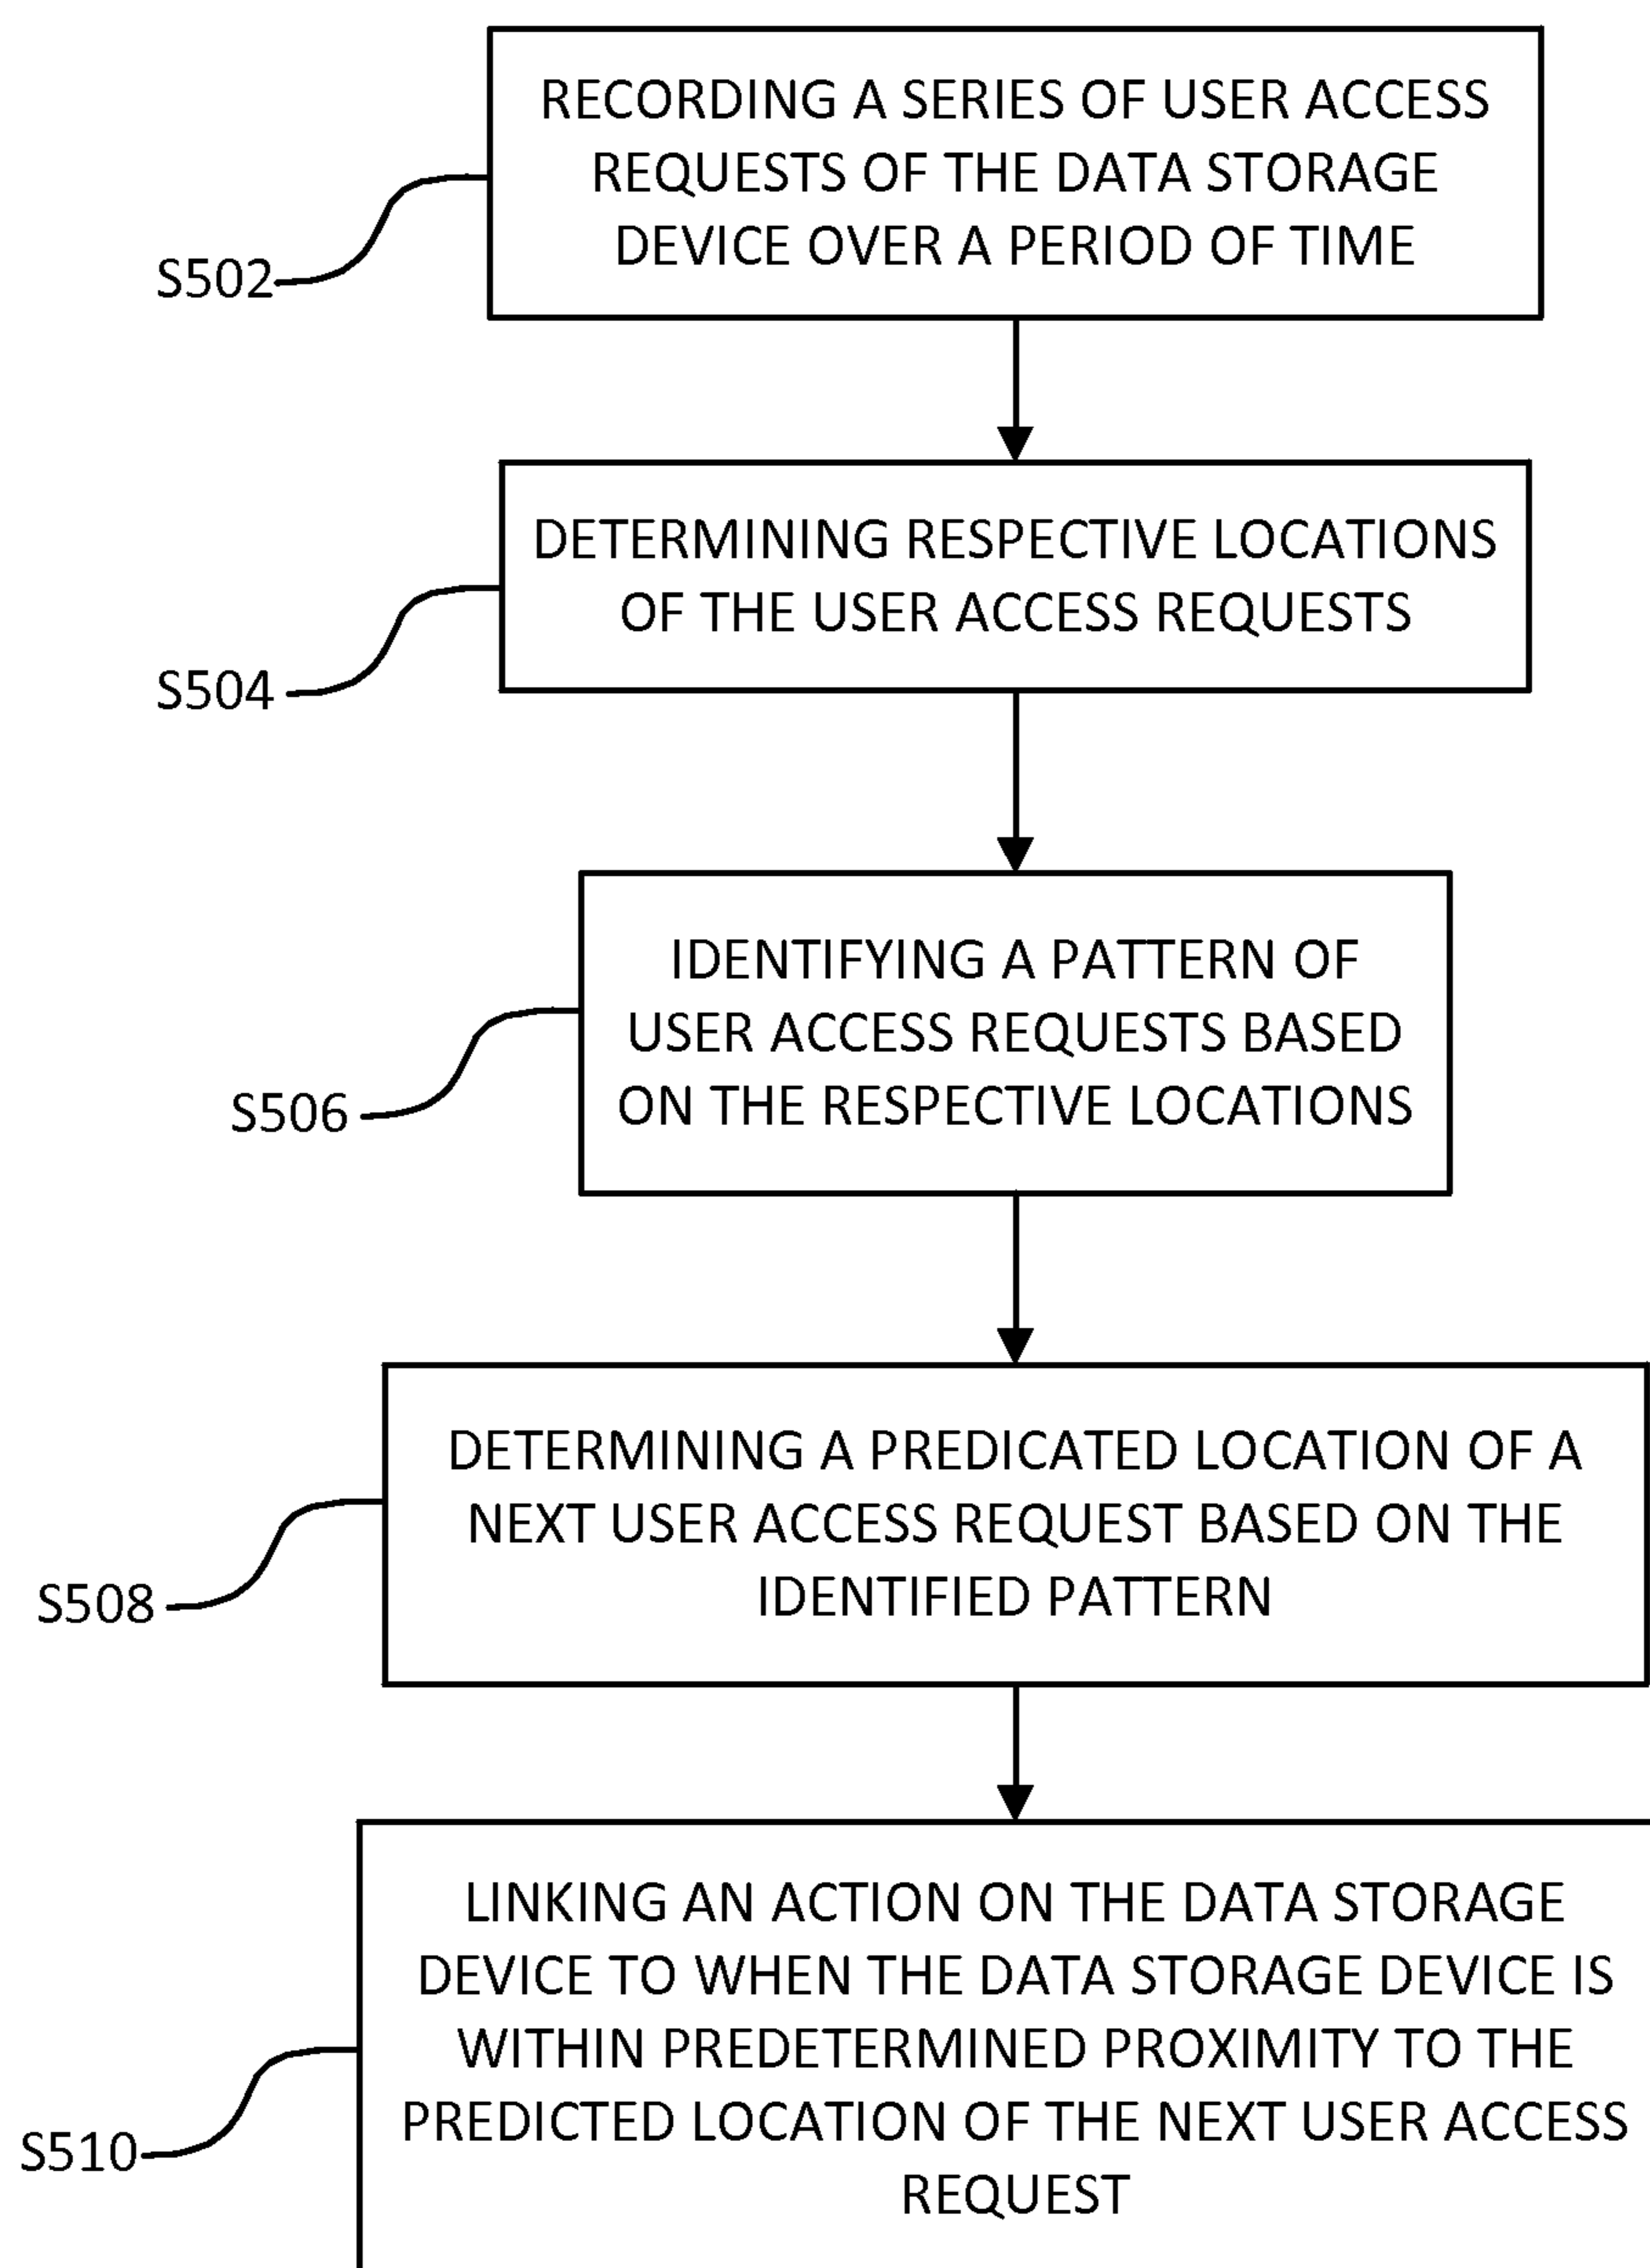 RECORDING A SERIES OF USER ACCESS
REQUESTS OF THE DATA STORAGE
DEVICE OVER A PERIOD OF TIME
S502
DETERMINING RESPECTIVE LOCATIONS
OF THE USER ACCESS REQUESTS
S504
IDENTIFYING A PATTERN OF
USER ACCESS REQUESTS BASED
ON THE RESPECTIVE LOCATIONS
S506
DETERMINING A PREDICATED LOCATION OF A
NEXT USER ACCESS REQUEST BASED ON THE
IDENTIFIED PATTERN
S508
LINKING AN ACTION ON THE DATA STORAGE
DEVICE TO WHEN THE DATA STORAGE DEVICE IS
WITHIN PREDETERMINED PROXIMITY TO THE
PREDICTED LOCATION OF THE NEXT USER ACCESS
REQUEST
S510